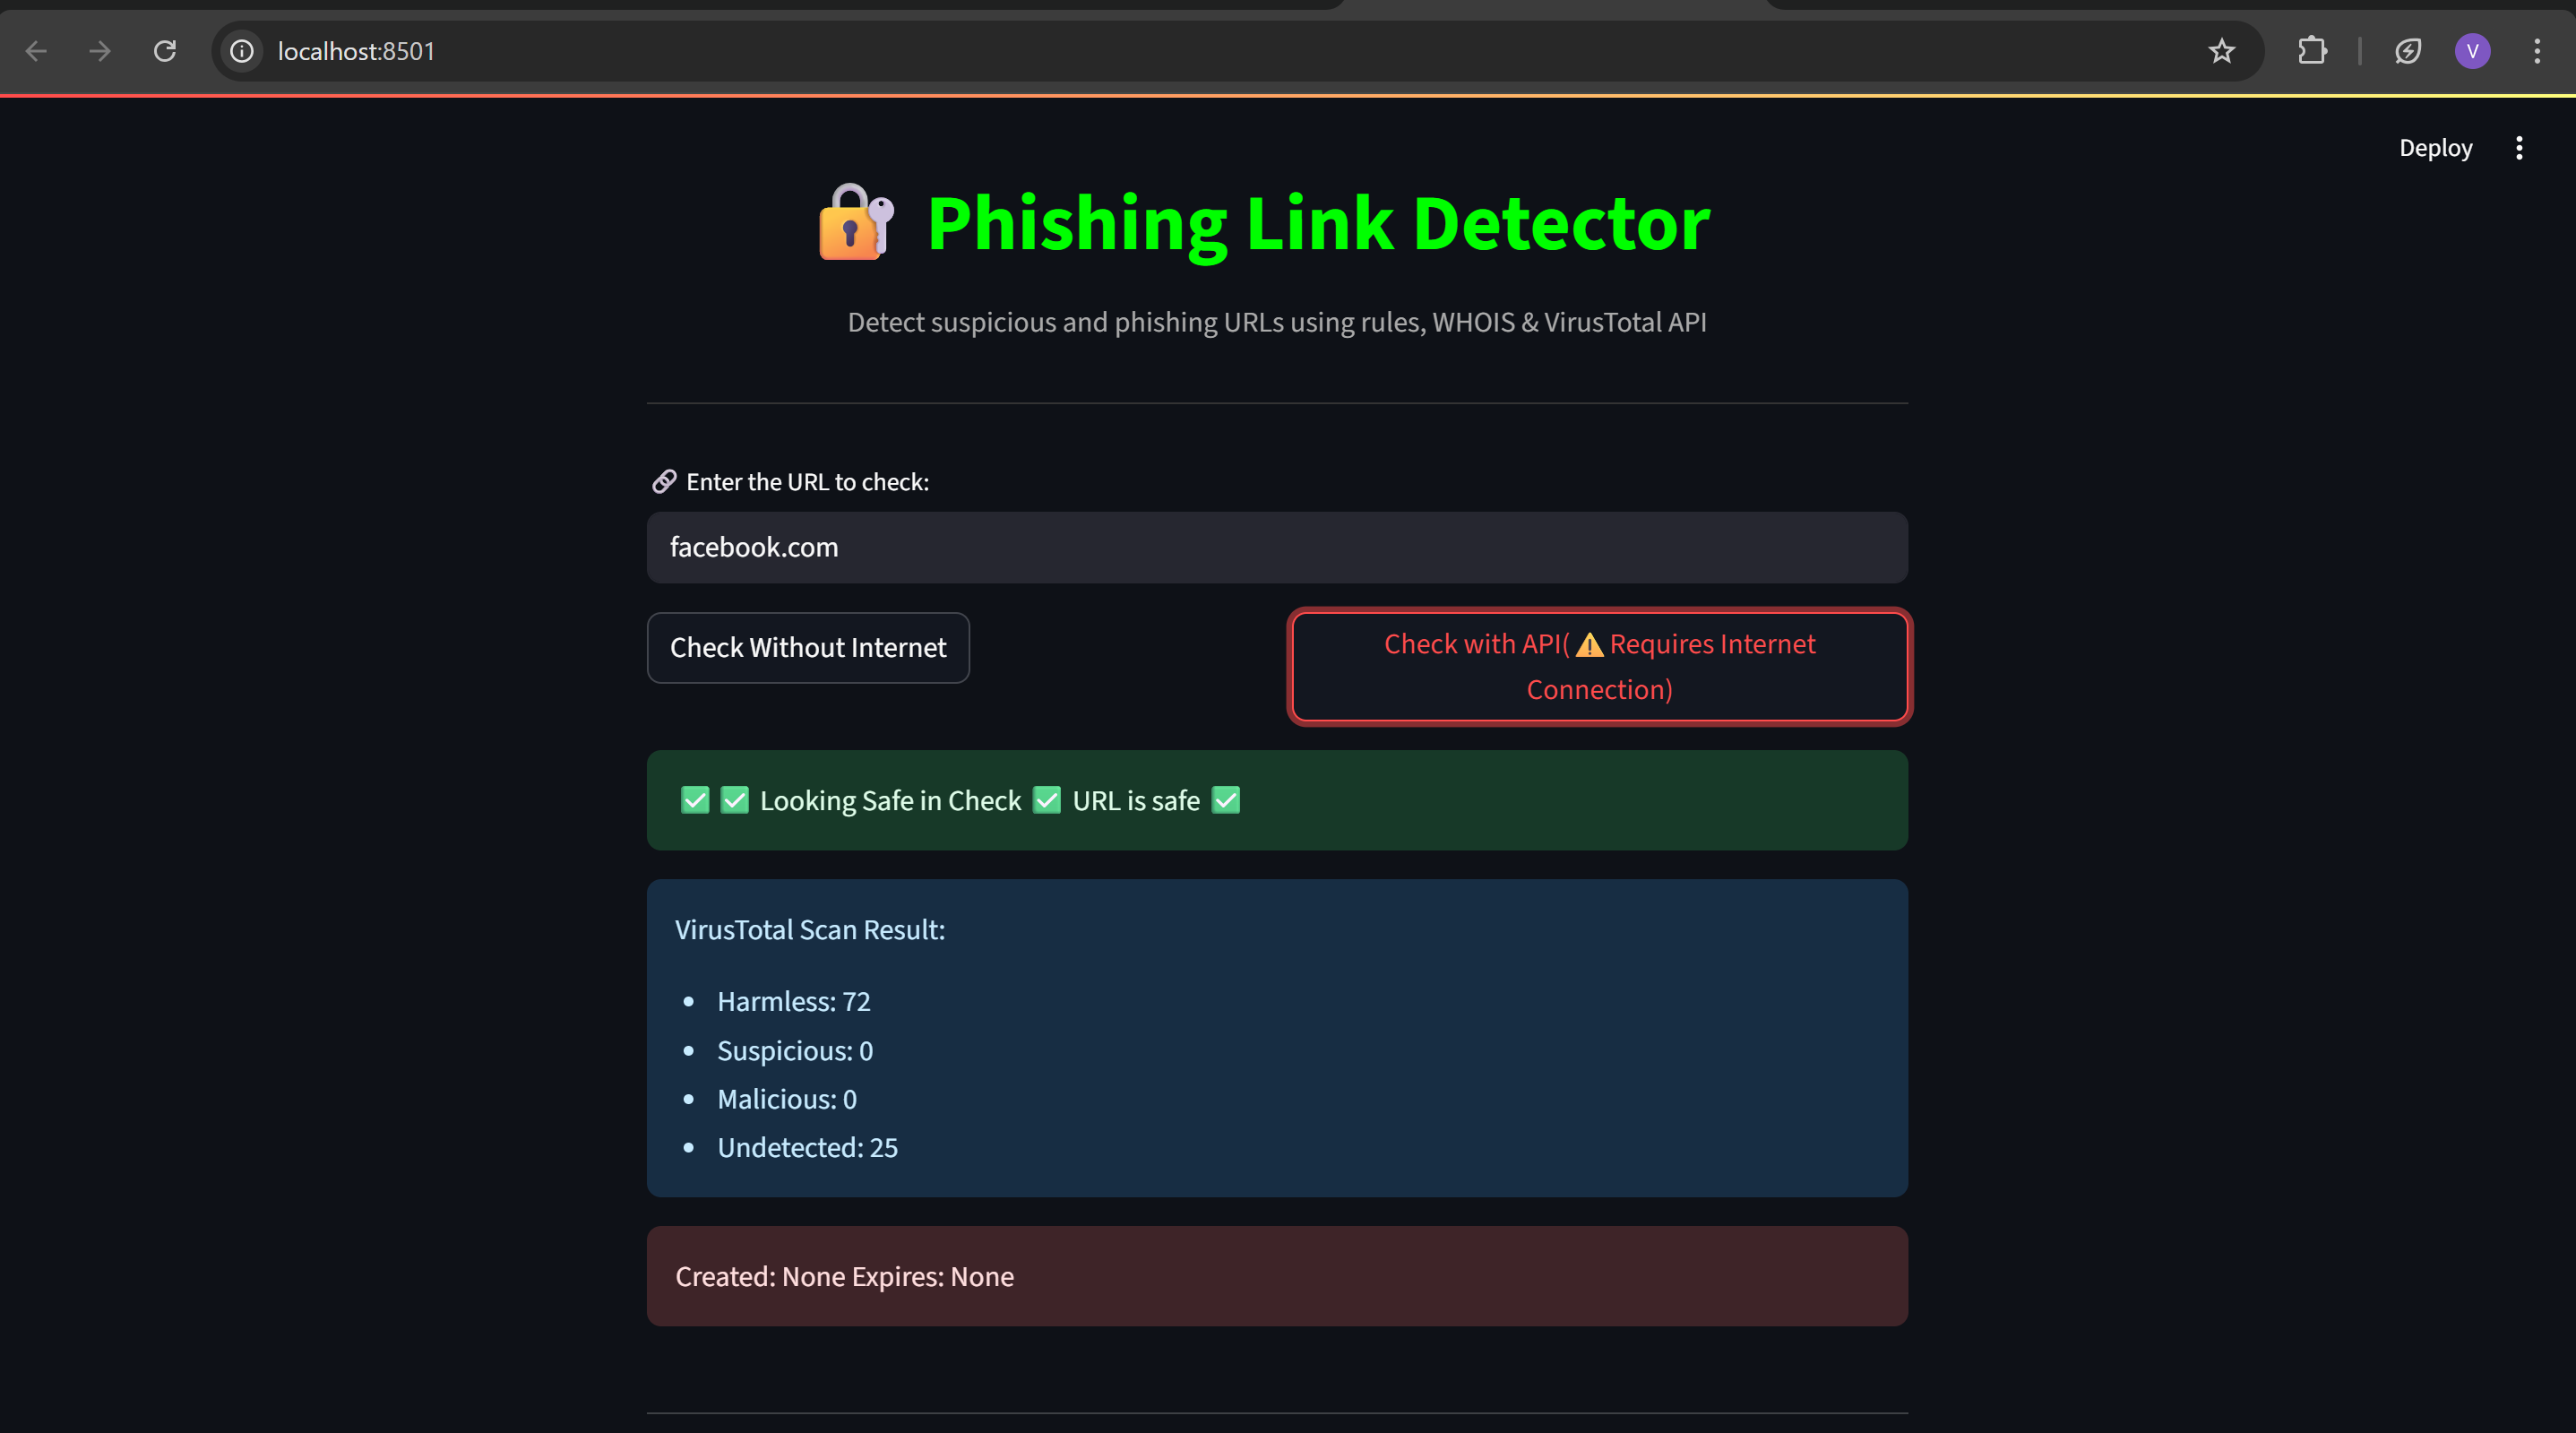 localhost:8501
V
Deploy
🔐 Phishing Link Detector
Detect suspicious and phishing URLs using rules, WHOIS & VirusTotal API
🔗 Enter the URL to check:
facebook.com
Check Without Internet
Check with API( ⚠️ Requires Internet
Connection)
✅ ✅ Looking Safe in Check ✅ URL is safe ✅
VirusTotal Scan Result:
• Harmless: 72
• Suspicious: 0
• Malicious: 0
• Undetected: 25
Created: None Expires: None